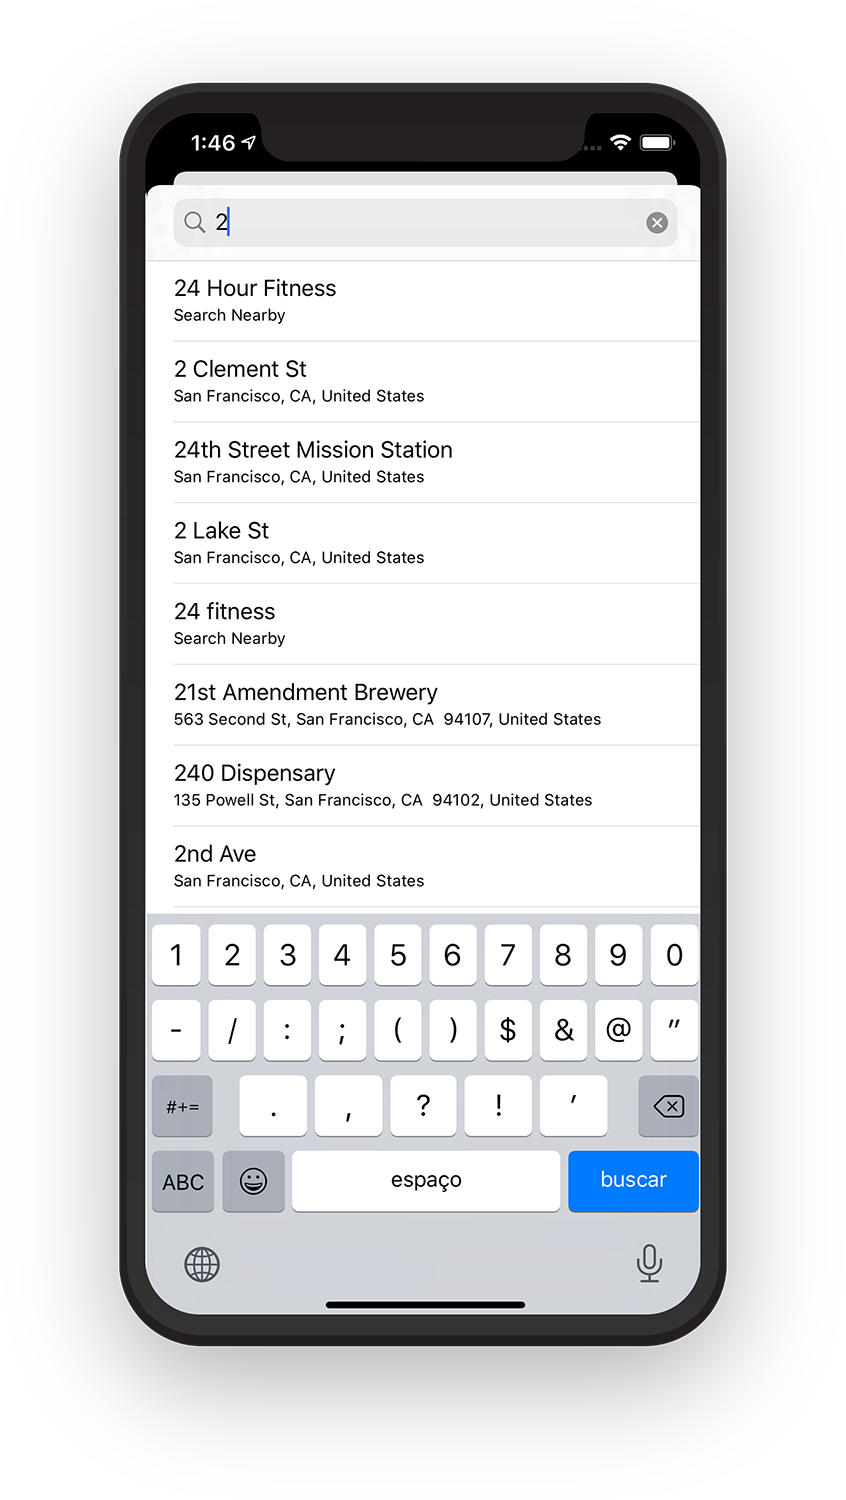 1:46
2
24 Hour Fitness
Search Nearby
2 Clement St
San Francisco, CA, United States
24th Street Mission Station
San Francisco, CA, United States
2 Lake St
San Francisco, CA, United States
24 fitness
Search Nearby
21st Amendment Brewery
563 Second St, San Francisco, CA  94107, United States
240 Dispensary
135 Powell St, San Francisco, CA  94102, United States
2nd Ave
San Francisco, CA, United States
1 2 3 4 5 6 7 8 9 0
- / : ; ( ) $ & @ "
#+= . , ? ! '
ABC espaço buscar